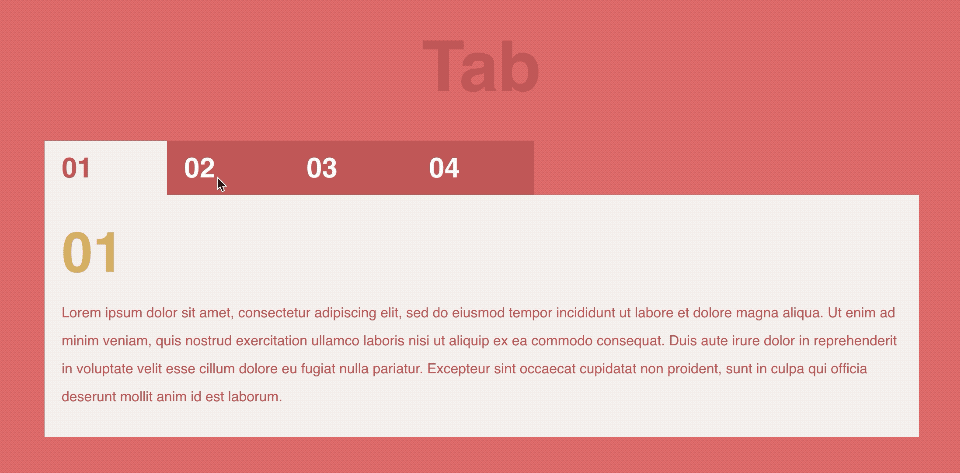 Tab
01 02 03 04
01
Lorem ipsum dolor sit amet, consectetur adipiscing elit, sed do eiusmod tempor incididunt ut labore et dolore magna aliqua. Ut enim ad
minim veniam, quis nostrud exercitation ullamco laboris nisi ut aliquip ex ea commodo consequat. Duis aute irure dolor in reprehenderit
in voluptate velit esse cillum dolore eu fugiat nulla pariatur. Excepteur sint occaecat cupidatat non proident, sunt in culpa qui officia
deserunt mollit anim id est laborum.